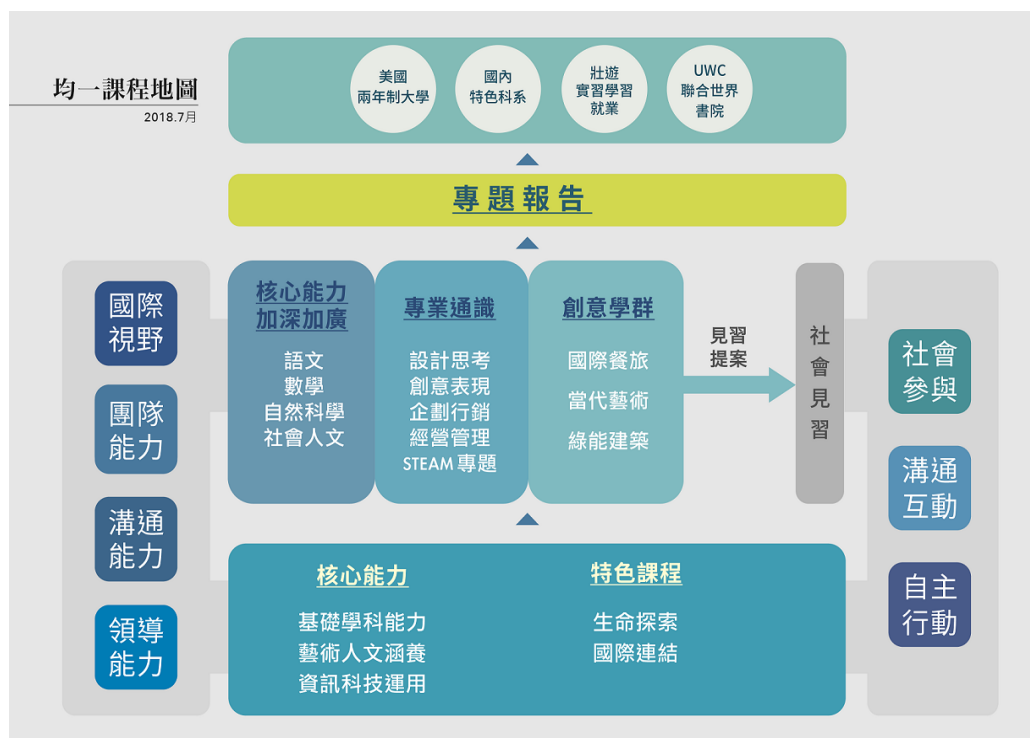 均一課程地圖
2018.7月
美國
兩年制大學
國內
特色科系
壯遊
實習學習
就業
UWC
聯合世界
書院
專題報告
國際
視野
團隊
能力
溝通
能力
領導
能力
核心能力
加深加廣
語文
數學
自然科學
社會人文
專業通識
設計思考
創意表現
企劃行銷
經營管理
STEAM 專題
創意學群
國際餐旅
當代藝術
綠能建築
見習
提案
社
會
見
習
社會
參與
溝通
互動
自主
行動
核心能力
基礎學科能力
藝術人文涵養
資訊科技運用
特色課程
生命探索
國際連結